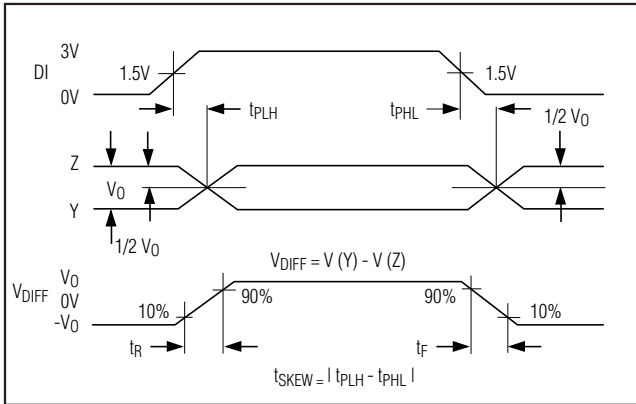 3V
DI
1.5V
1.5V
0V
tPLH
tPHL
1/2 VO
Z
VO
Y
1/2 VO
VDIFF = V (Y) - V (Z)
VO
VDIFF
0V
-VO
10%
90%
90%
10%
tR
tF
tSKEW = | tPLH - tPHL |